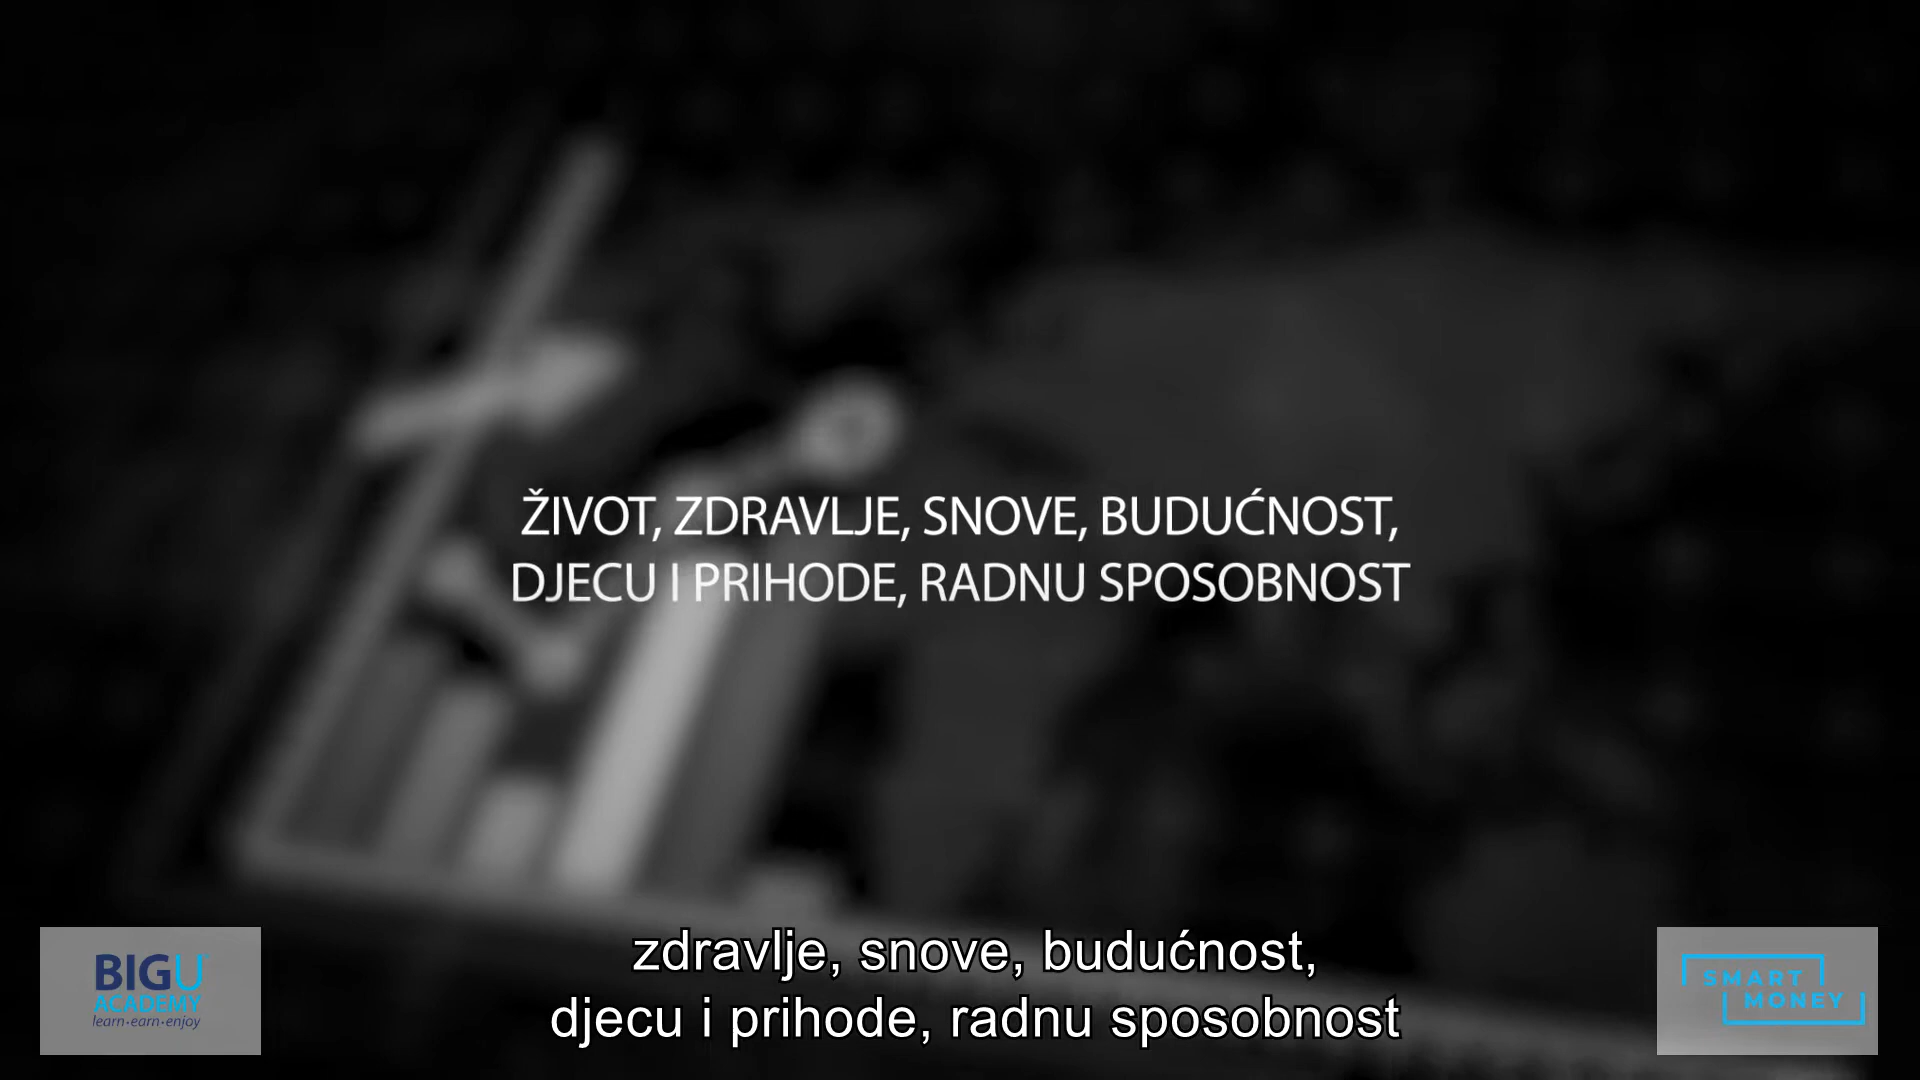 ŽIVOT, ZDRAVLJE, SNOVE, BUDUĆNOST,
DJECU I PRIHODE, RADNU SPOSOBNOST
zdravlje, snove, budućnost,
djecu i prihode, radnu sposobnost
BIGU
ACADEMY
learn·earn·enjoy
SMART
MONEY